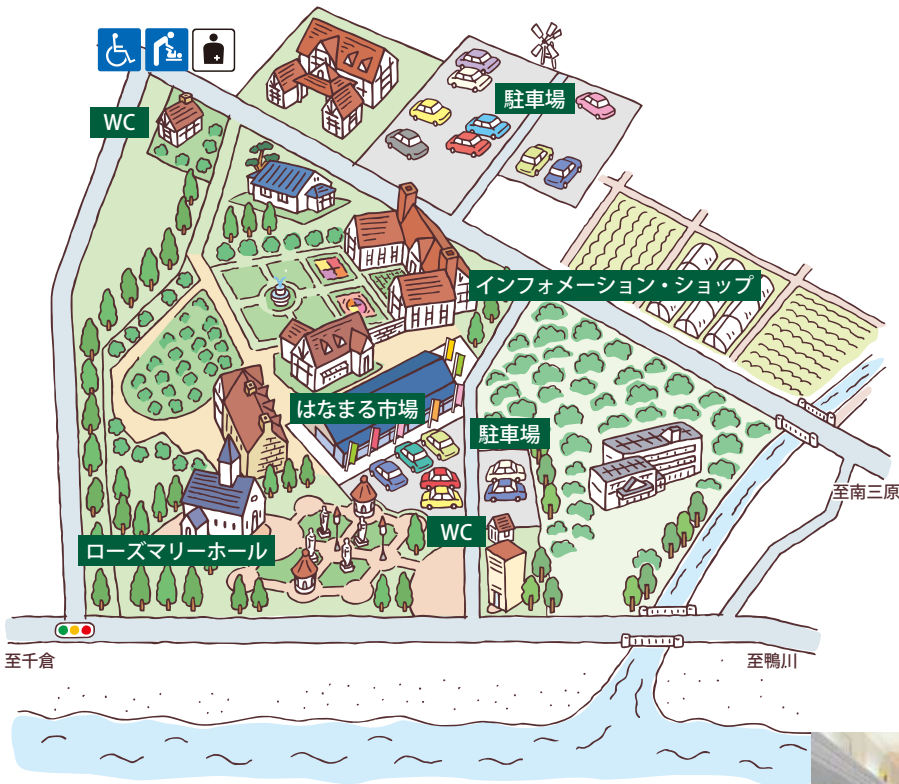 駐車場
WC
インフォメーション・ショップ
はなまる市場
駐車場
至南三原
WC
ローズマリーホール
至千倉
至鴨川